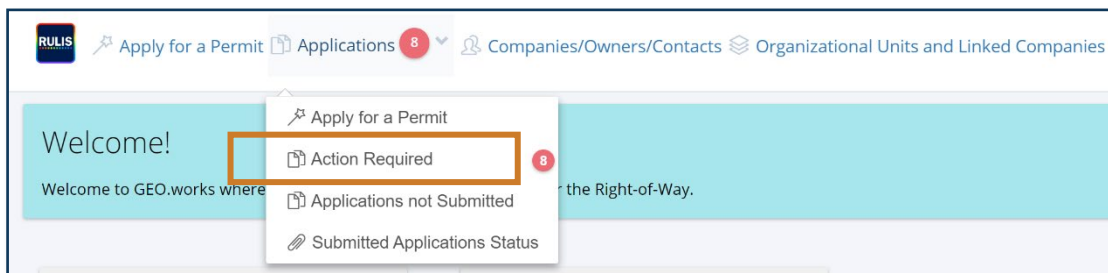 RULIS Apply for a Permit Applications 8 Companies/Owners/Contacts Organizational Units and Linked Companies
Apply for a Permit
Welcome!
Action Required 8
Welcome to GEO.works where r the Right-of-Way.
Applications not Submitted
Submitted Applications Status